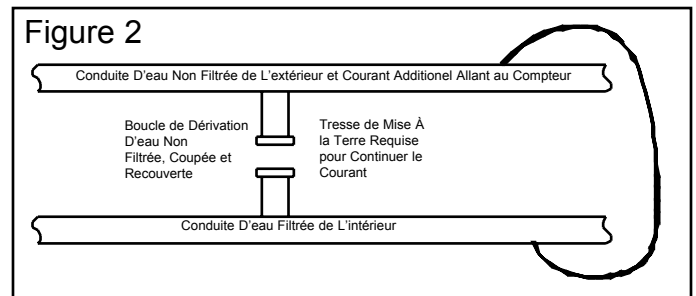 Figure 2
Conduite D'eau Non Filtrée de L'extérieur et Courant Additionel Allant au Compteur
Boucle de Dérivation
D'eau Non
Filtrée, Coupée et
Recouverte
Tresse de Mise À
la Terre Requise
pour Continuer le
Courant
Conduite D'eau Filtrée de L'intérieur